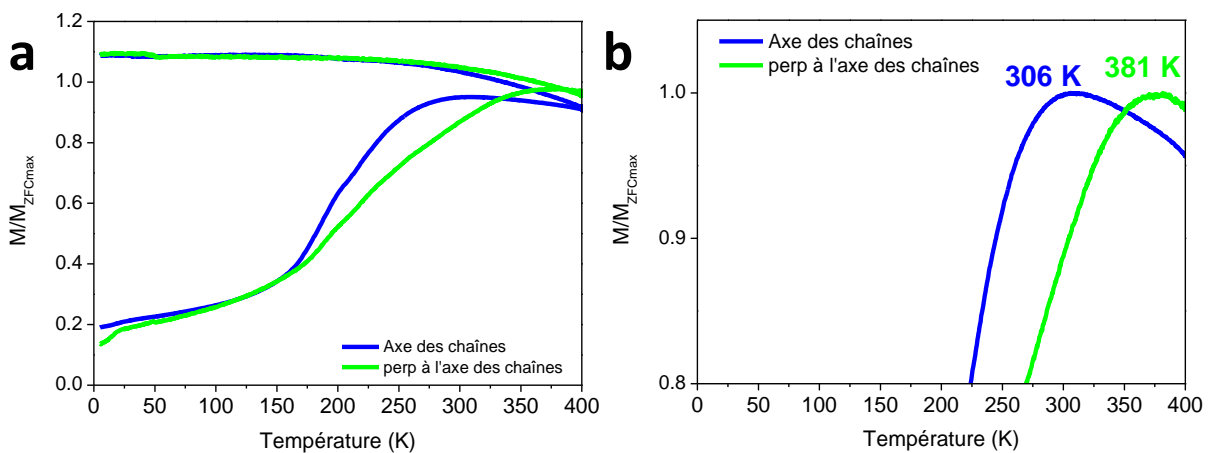 a
1.2
1.0
0.8
0.6
0.4
0.2
0.0
M/M_ZFCmax
0 50 100 150 200 250 300 350 400
Température (K)
Axe des chaînes
perp à l'axe des chaînes
b
Axe des chaînes
perp à l'axe des chaînes
306 K
381 K
1.0
0.9
0.8
M/M_ZFCmax
0 50 100 150 200 250 300 350 400
Température (K)